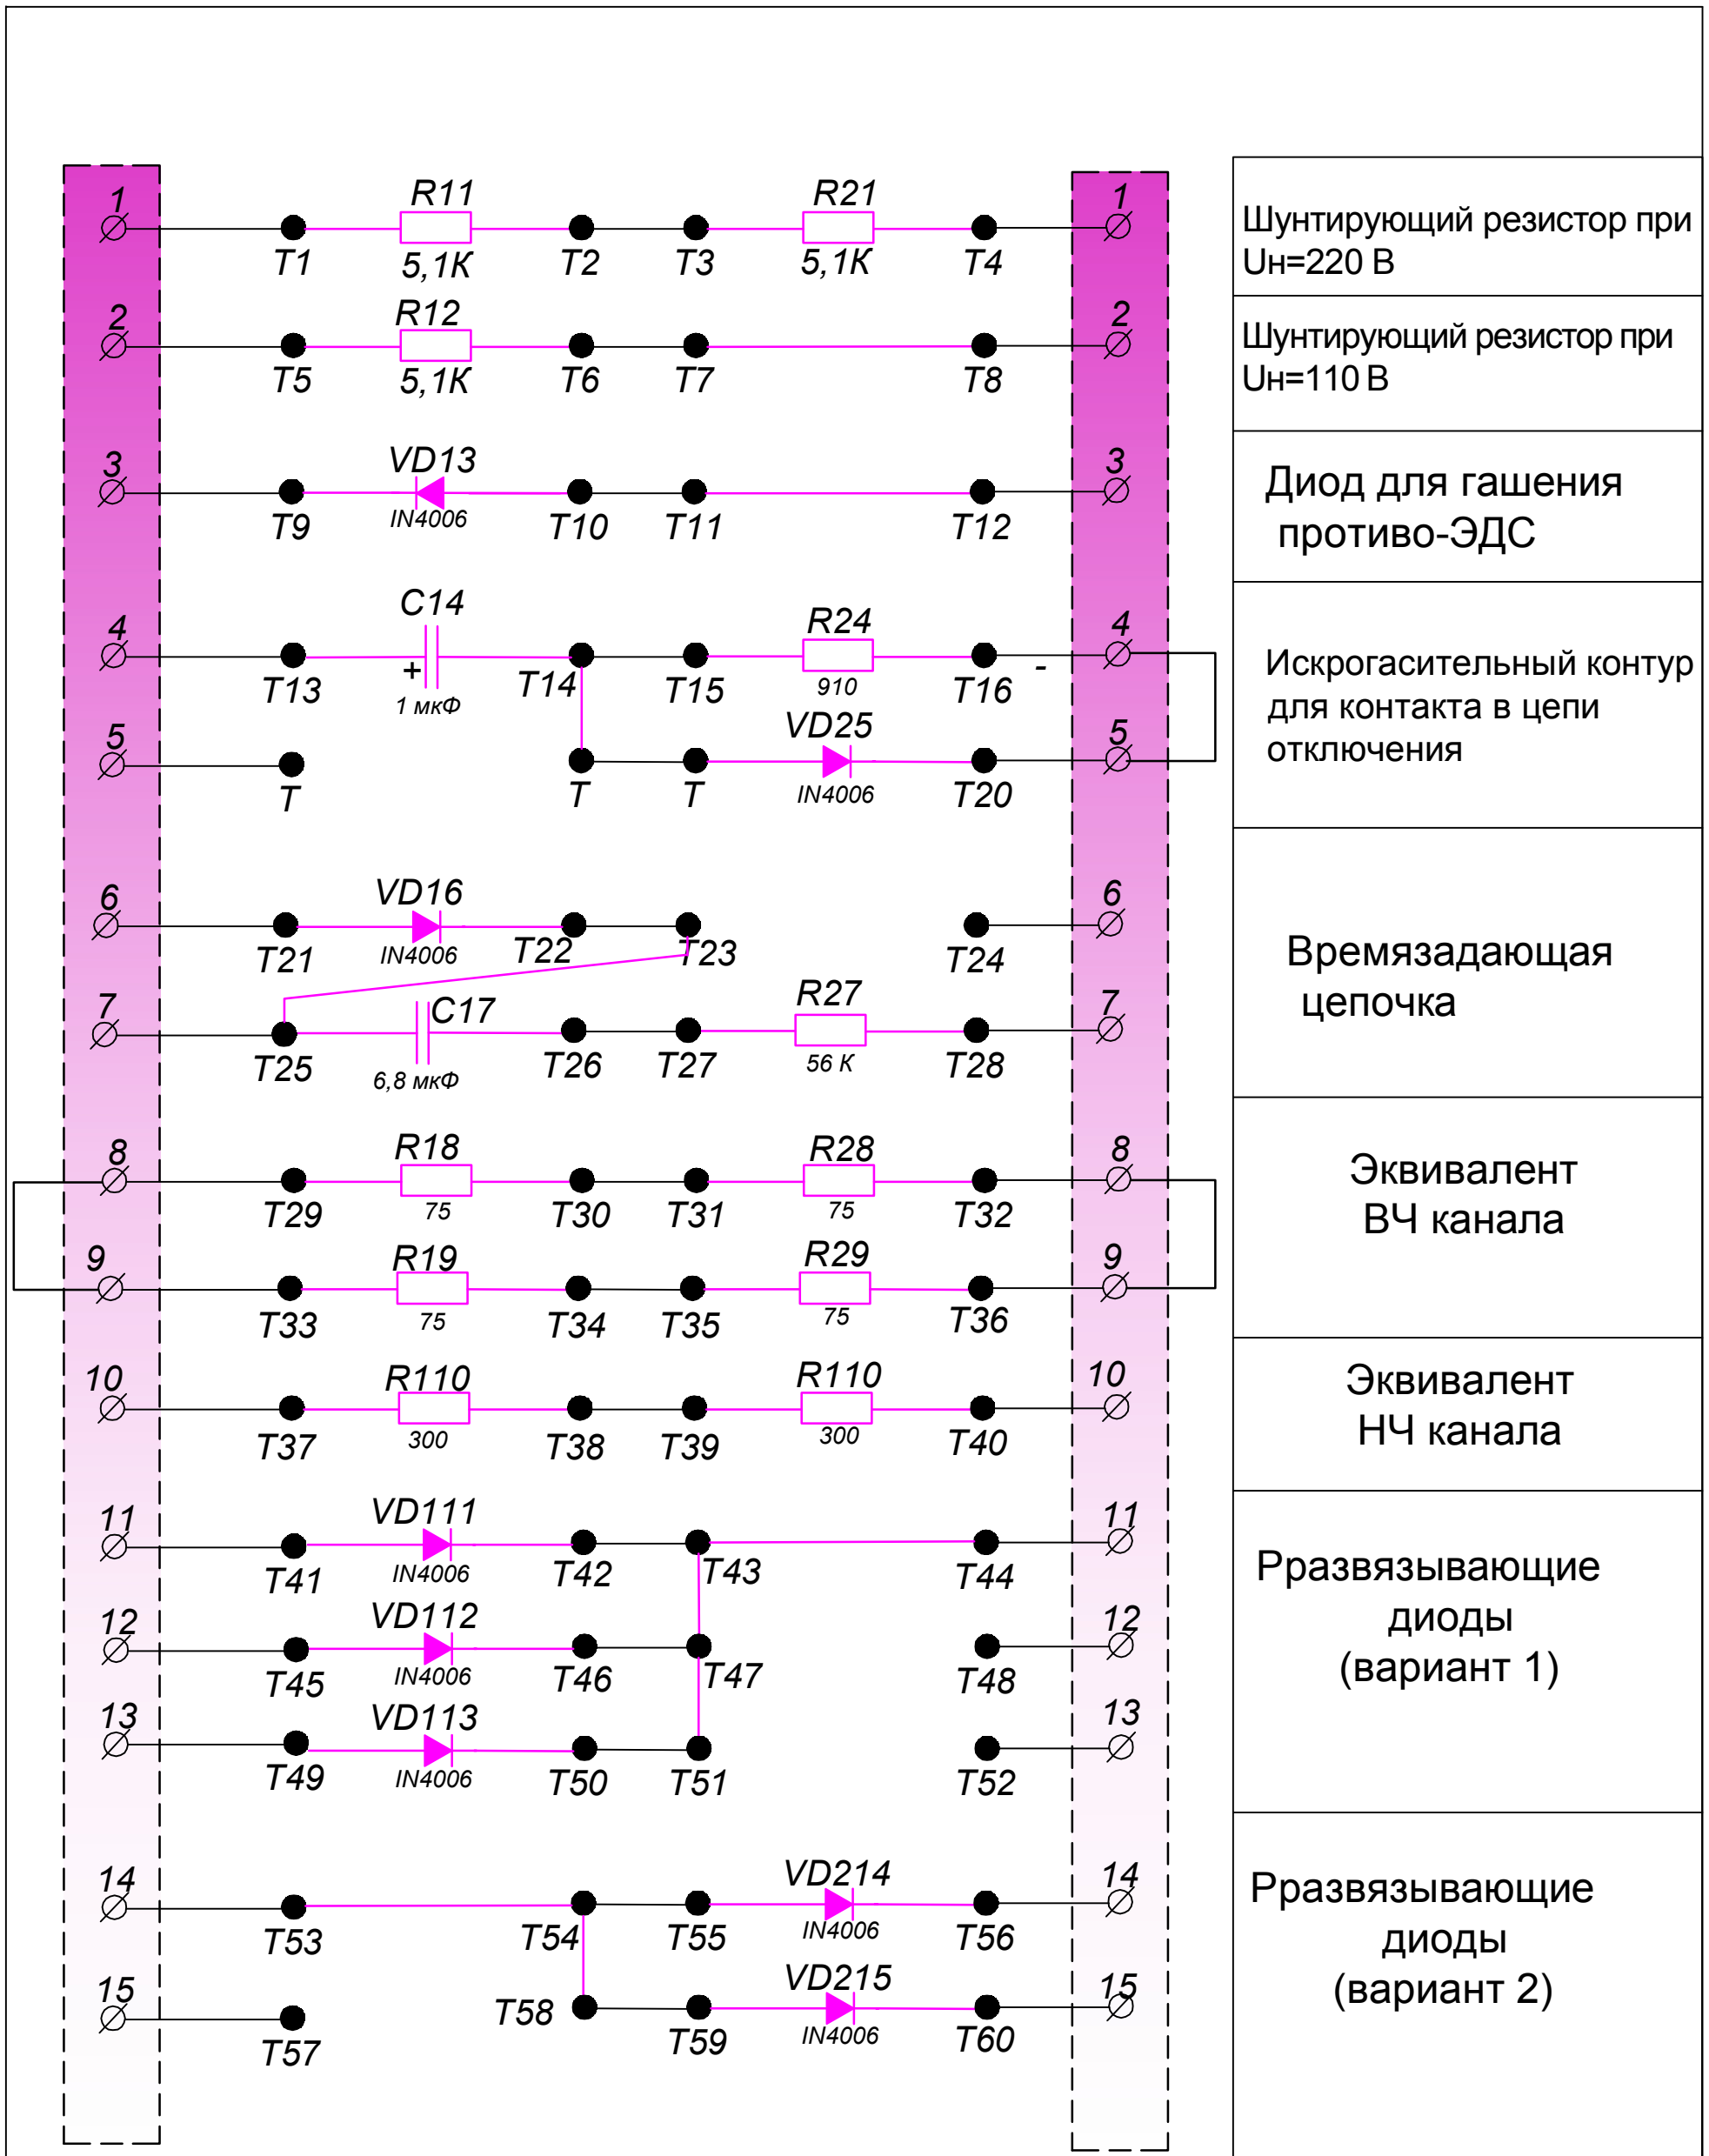 1 R11 R21 1
T1 5,1К T2 T3 5,1К T4
Шунтирующий резистор при
Uн=220 В
2 R12 2
T5 5,1К T6 T7 T8
Шунтирующий резистор при
Uн=110 В
3 VD13 3
T9 IN4006 T10 T11 T12
Диод для гашения
противо-ЭДС
4 C14 R24 4
T13 + 1 мкФ T14 T15 910 T16 -
5 VD25 5
T T T IN4006 T20
Искрогасительный контур
для контакта в цепи
отключения
6 VD16 6
T21 IN4006 T22 T23 T24
7 C17 R27 7
T25 6,8 мкФ T26 T27 56 К T28
Времязадающая
цепочка
8 R18 R28 8
T29 75 T30 T31 75 T32
9 R19 R29 9
T33 75 T34 T35 75 T36
Эквивалент
ВЧ канала
10 R110 R110 10
T37 300 T38 T39 300 T40
Эквивалент
НЧ канала
11 VD111 11
T41 IN4006 T42 T43 T44
12 VD112 12
T45 IN4006 T46 T47 T48
13 VD113 13
T49 IN4006 T50 T51 T52
Рразвязывающие
диоды
(вариант 1)
14 VD214 14
T53 T54 T55 IN4006 T56
15 VD215 15
T57 T58 T59 IN4006 T60
Рразвязывающие
диоды
(вариант 2)